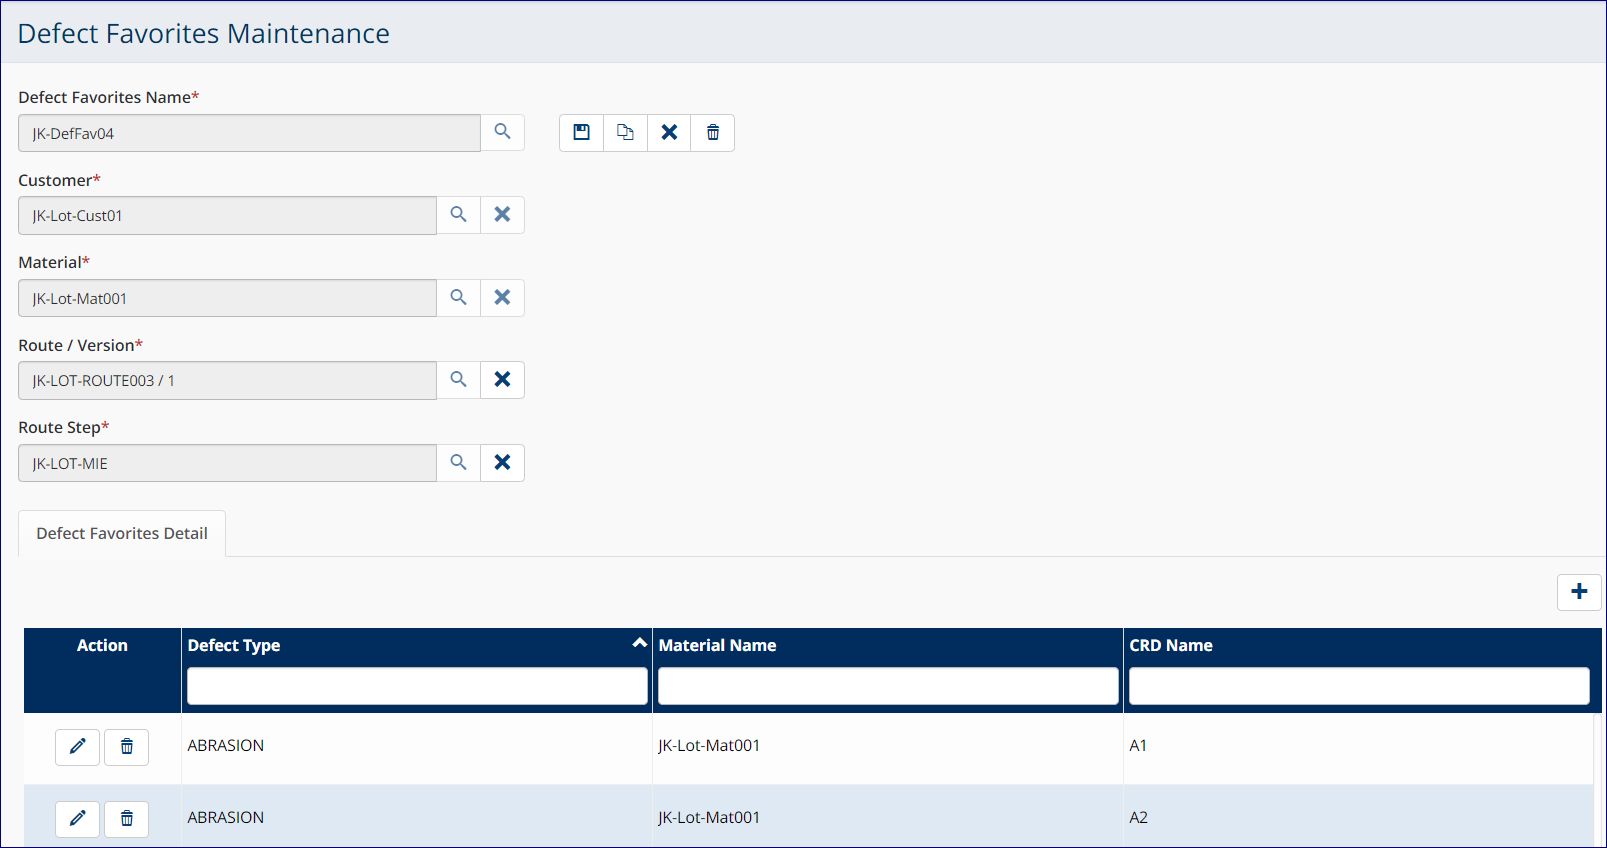 Defect Favorites Maintenance
Defect Favorites Name*
JK-DefFav04
Customer*
JK-Lot-Cust01
Material*
JK-Lot-Mat001
Route / Version*
JK-LOT-ROUTE003 / 1
Route Step*
JK-LOT-MIE
Defect Favorites Detail
Action Defect Type Material Name CRD Name
ABRASION JK-Lot-Mat001 A1
ABRASION JK-Lot-Mat001 A2